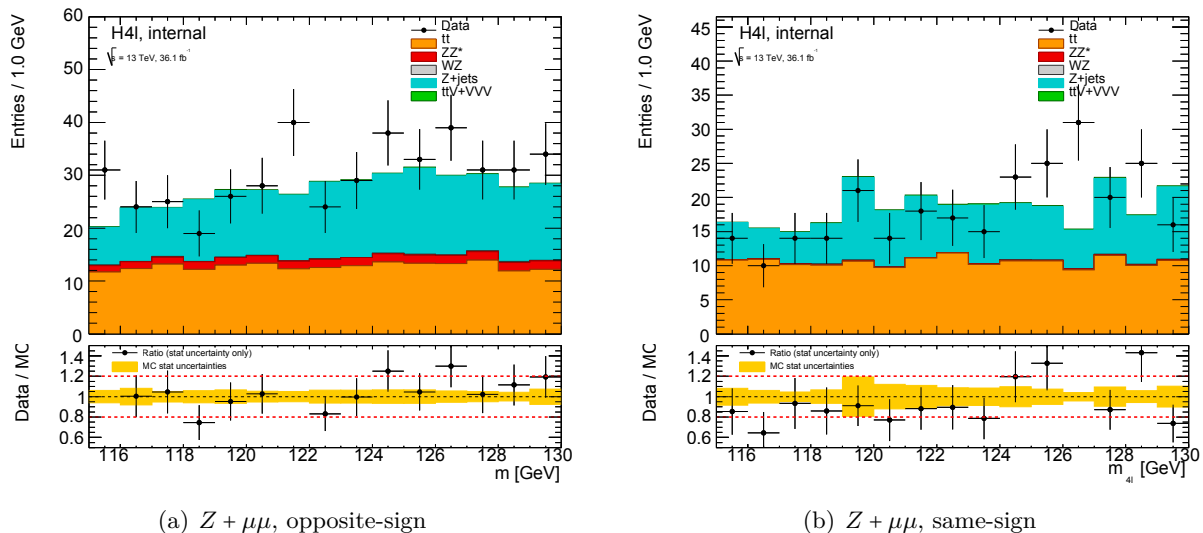 Entries / 1.0 GeV
60
50
40
30
20
10
0
H4l, internal
√s = 13 TeV, 36.1 fb⁻¹
Data
tt
ZZ*
WZ
Z+jets
ttV+VVV
Data / MC
1.4
1.2
1
0.8
0.6
Ratio (stat uncertainty only)
MC stat uncertainties
116 118 120 122 124 126 128 130
m [GeV]
(a) Z + μμ, opposite-sign
Entries / 1.0 GeV
45
40
35
30
25
20
15
10
5
0
H4l, internal
√s = 13 TeV, 36.1 fb⁻¹
Data
tt
ZZ*
WZ
Z+jets
ttV+VVV
Data / MC
1.4
1.2
1
0.8
0.6
Ratio (stat uncertainty only)
MC stat uncertainties
116 118 120 122 124 126 128 130
m4l [GeV]
(b) Z + μμ, same-sign